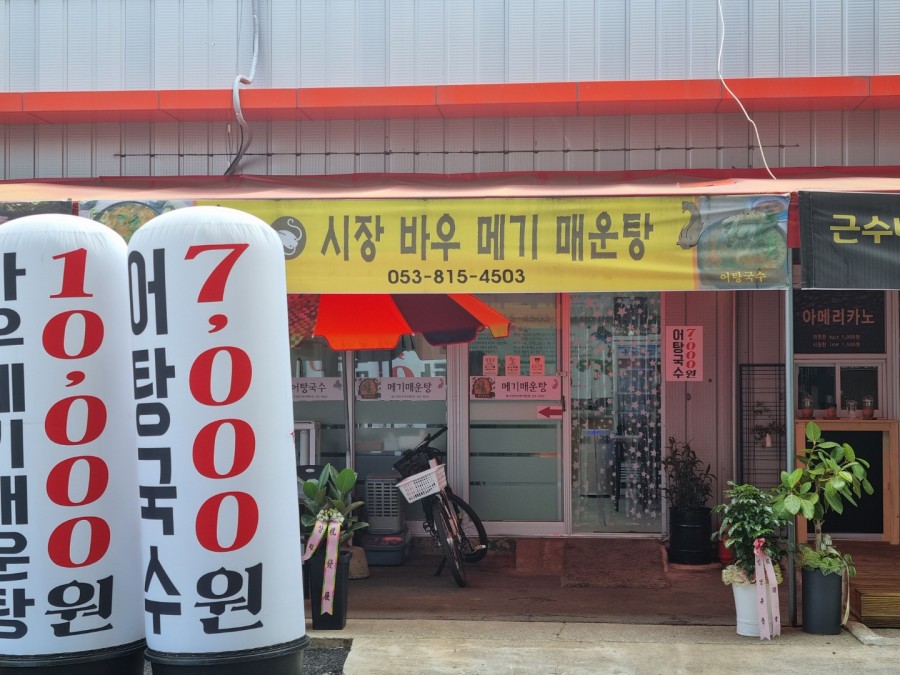 시장 바우 메기 매운탕
053-815-4503
어탕국수
근수
10,000원
메기매운탕
7,000원
어탕국수
어탕국수
메기매운탕
메기매운탕
어탕국수
7,000원
아메리카노